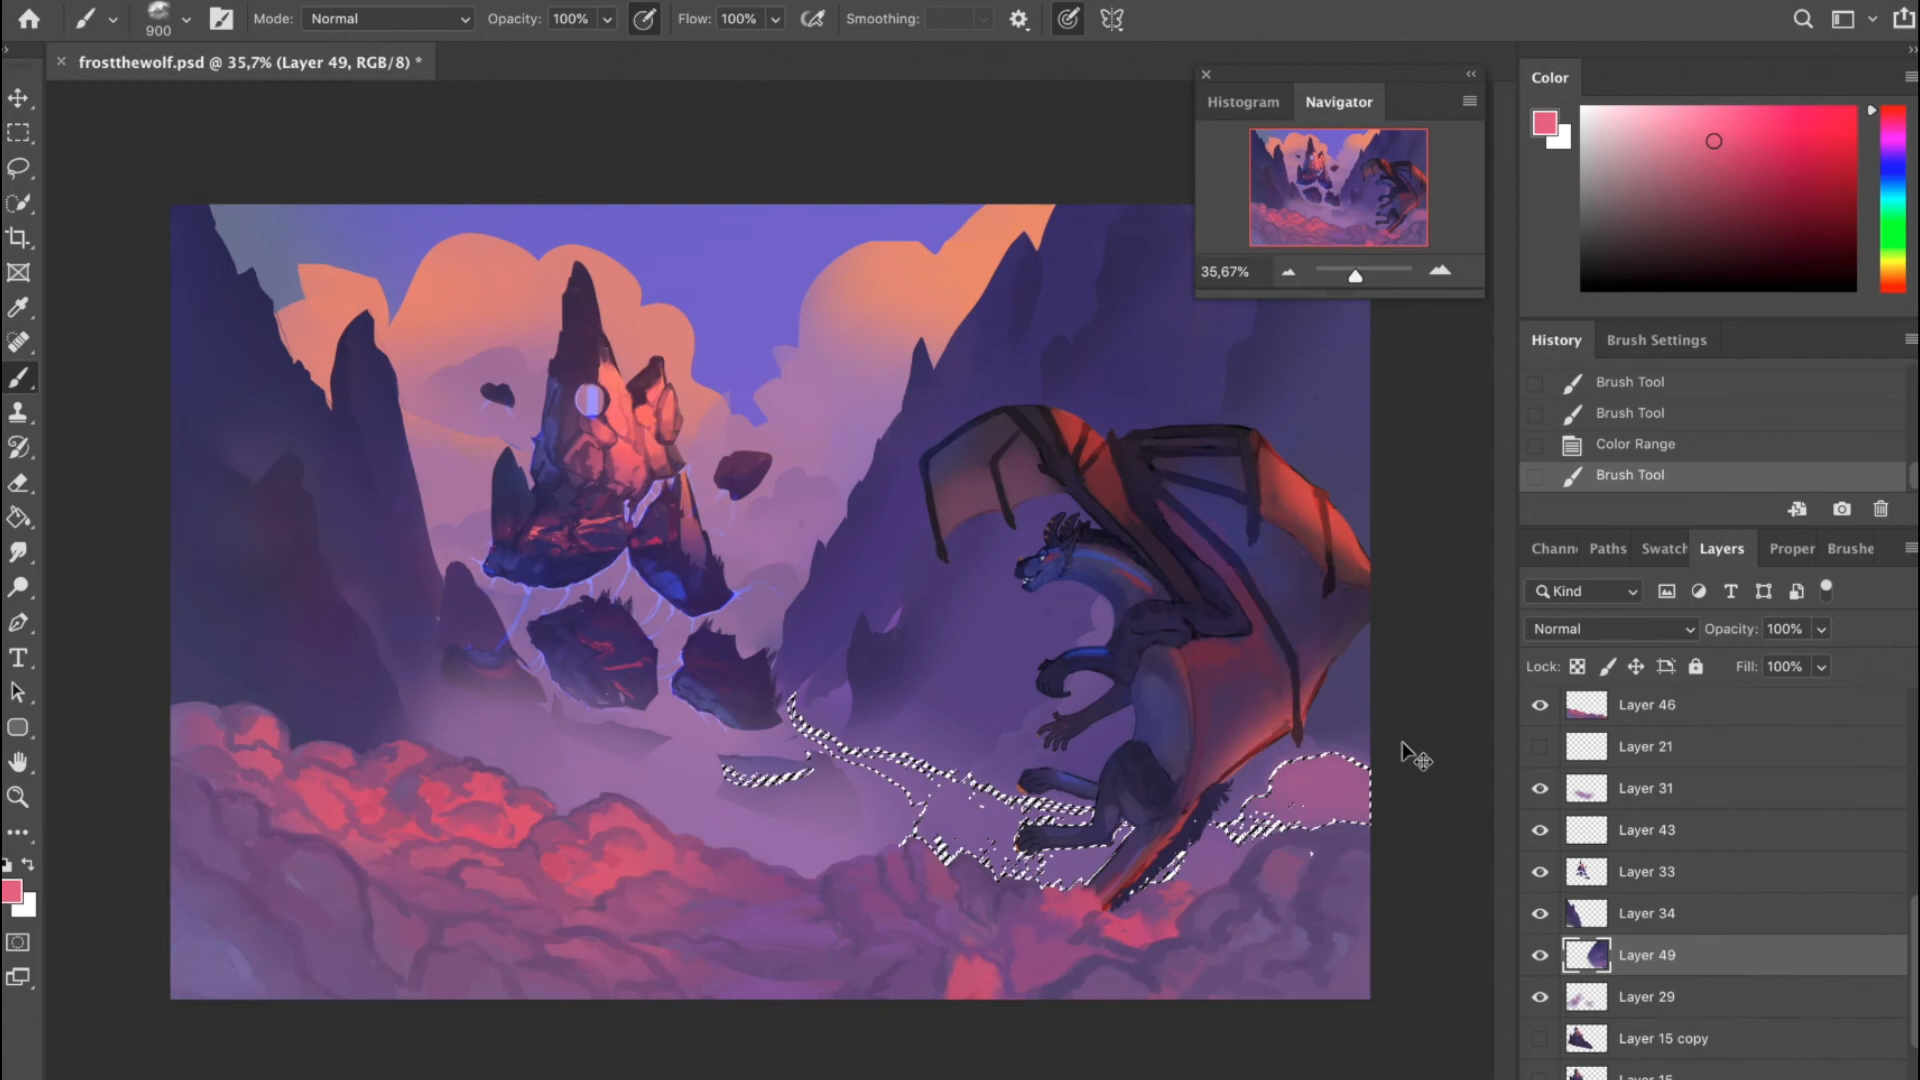 Mode: Normal Opacity: 100% Flow: 100% Smoothing:
900
frostthewolf.psd @ 35,7% (Layer 49, RGB/8) *
Histogram Navigator
35,67%
Color
History Brush Settings
Brush Tool
Brush Tool
Color Range
Brush Tool
Chann Paths Swatch Layers Proper Brushe
Kind
Normal Opacity: 100%
Lock: Fill: 100%
Layer 46
Layer 21
Layer 31
Layer 43
Layer 33
Layer 34
Layer 49
Layer 29
Layer 15 copy
Layer 15